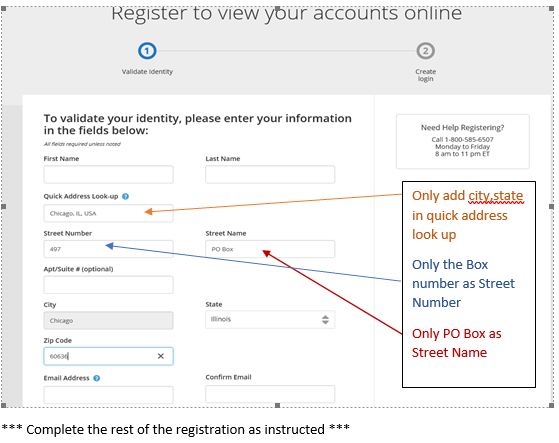 Register to view your accounts online
1
2
Validate Identity
Create
login
To validate your identity, please enter your information
in the fields below:
All fields required unless noted
First Name
Last Name
Quick Address Look-up ?
Chicago, IL, USA
Street Number
Street Name
497
PO Box
Apt/Suite # (optional)
City
State
Chicago
Illinois
Zip Code
60636
Email Address ?
Confirm Email
Need Help Registering?
Call 1-800-585-6507
Monday to Friday
8 am to 11 pm ET
Only add city,state
in quick address
look up
Only the Box
number as Street
Number
Only PO Box as
Street Name
*** Complete the rest of the registration as instructed ***